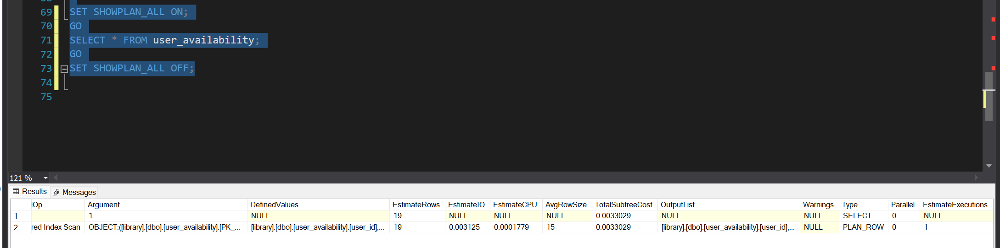 69 SET SHOWPLAN_ALL ON;
70 GO
71 SELECT * FROM user_availability;
72 GO
73 SET SHOWPLAN_ALL OFF;
74
75
121 %
Results Messages
lOp Argument DefinedValues EstimateRows EstimateIO EstimateCPU AvgRowSize TotalSubtreeCost OutputList Warnings Type Parallel EstimateExecutions
1 1 NULL 19 NULL NULL NULL 0.0033029 NULL NULL SELECT 0 NULL
2 red Index Scan OBJECT:([library].[dbo].[user_availability].[PK_... [library].[dbo].[user_availability].[user_id],... 19 0.003125 0.0001779 15 0.0033029 [library].[dbo].[user_availability].[user_id],... NULL PLAN_ROW 0 1